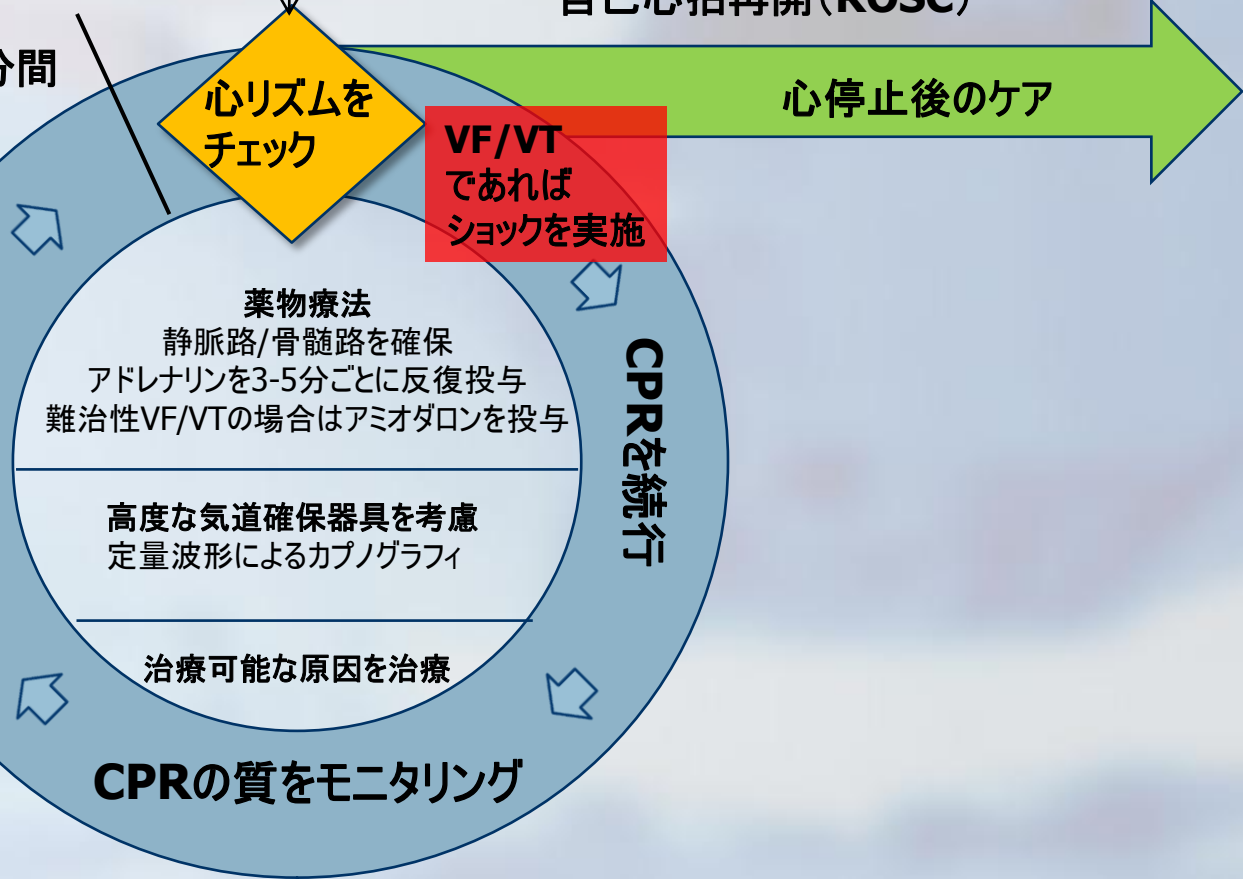 自己心拍再開(ROSC)
分間
心リズムを
チェック
心停止後のケア
VF/VT
であれば
ショックを実施
薬物療法
静脈路/骨髄路を確保
アドレナリンを3-5分ごとに反復投与
難治性VF/VTの場合はアミオダロンを投与
CPRを続行
高度な気道確保器具を考慮
定量波形によるカプノグラフィ
治療可能な原因を治療
CPRの質をモニタリング